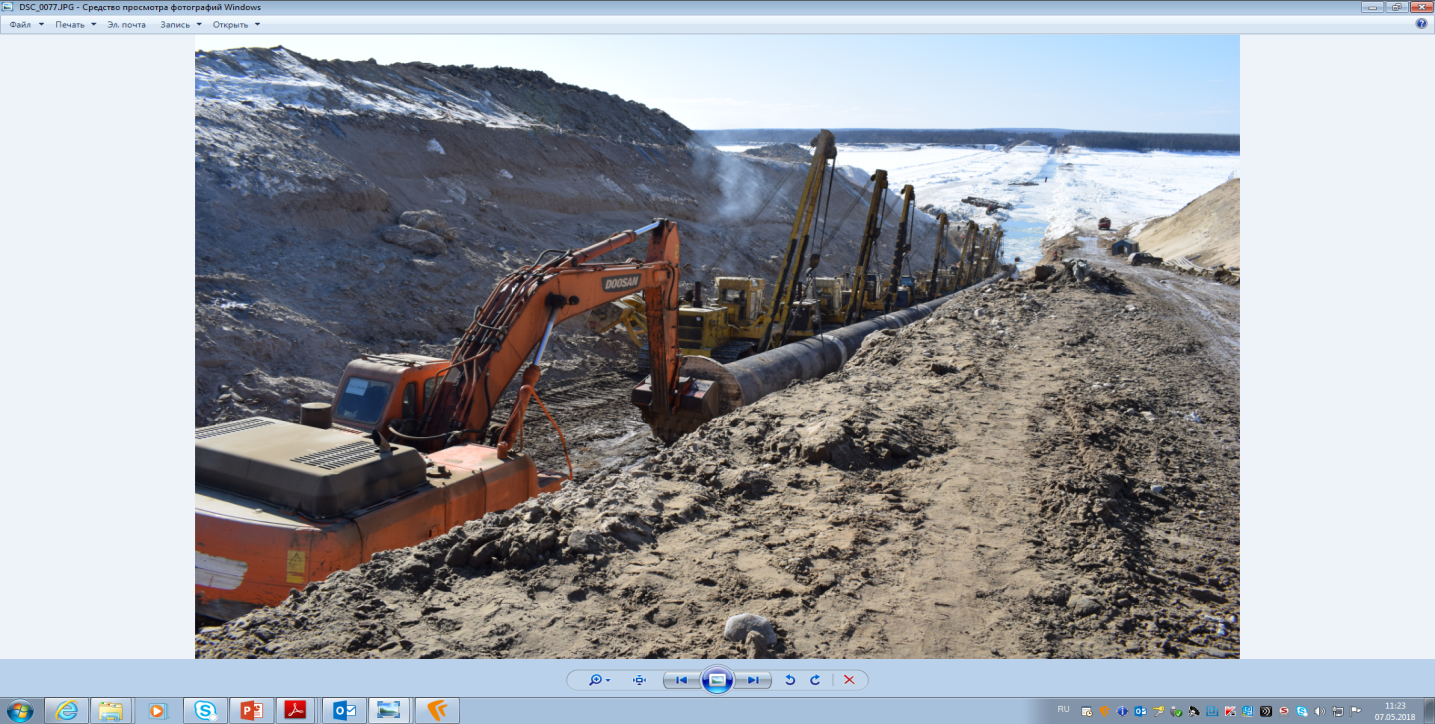 DSC_0077.JPG - Средство просмотра фотографий Windows
Файл Печать Эл. почта Запись Открыть
DOOSAN
RU
11:23
07.05.2018